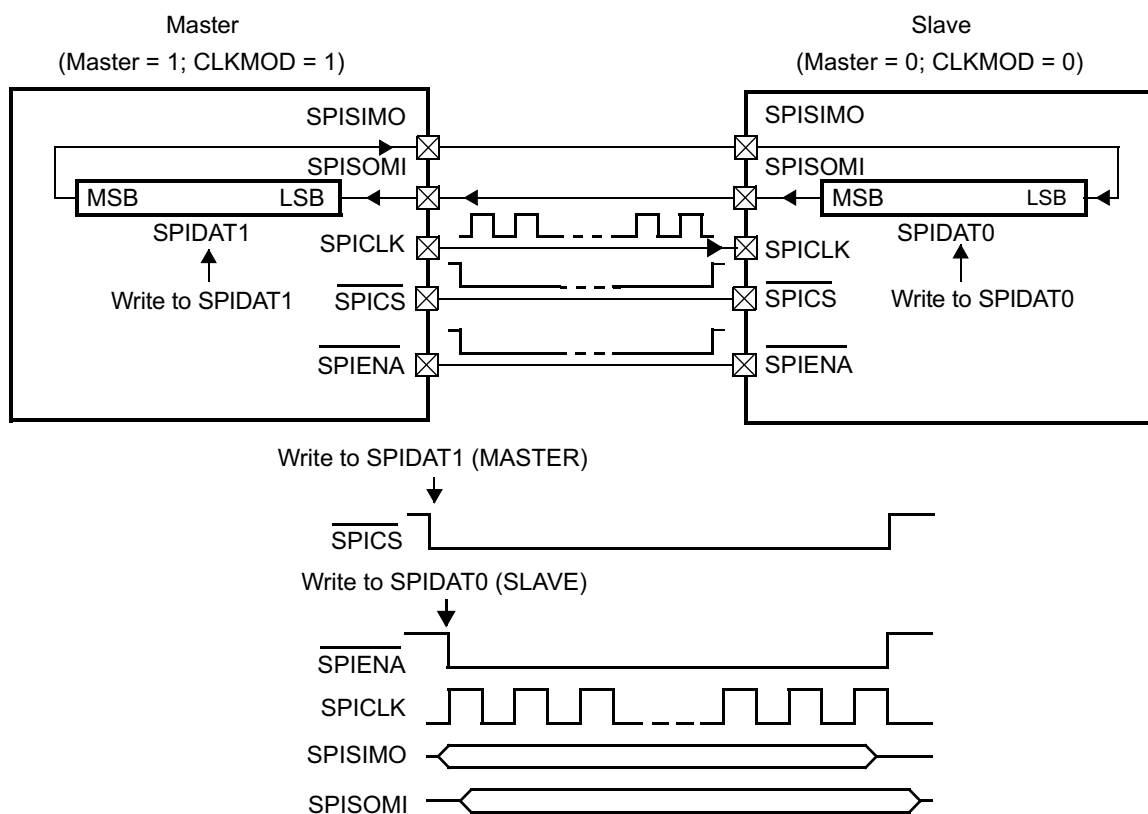 Master
(Master = 1; CLKMOD = 1)
Slave
(Master = 0; CLKMOD = 0)
SPISIMO
SPISIMO
SPISOMI
SPISOMI
MSB LSB
MSB LSB
SPIDAT1
SPIDAT0
SPICLK
SPICLK
Write to SPIDAT1
SPICS
SPICS
Write to SPIDAT0
SPIENA
SPIENA
Write to SPIDAT1 (MASTER)
SPICS
Write to SPIDAT0 (SLAVE)
SPIENA
SPICLK
SPISIMO
SPISOMI